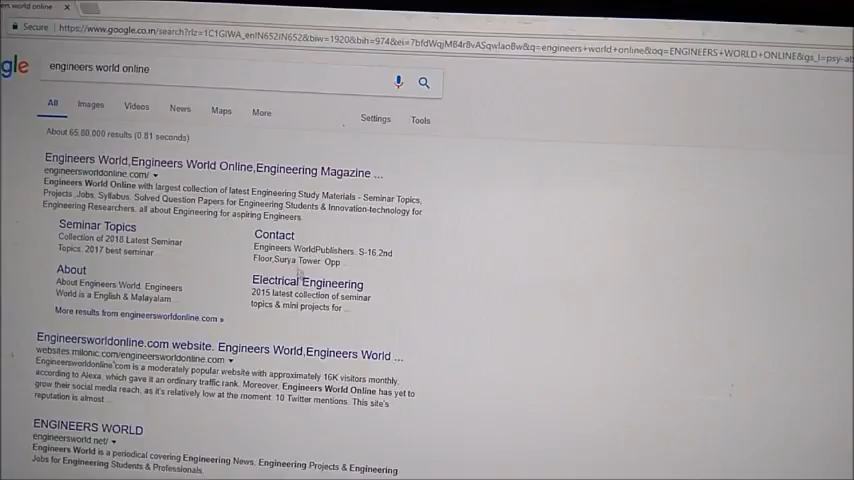 ers world online
Secure https://www.google.co.in/search?rlz=1C1GIWA_enIN652IN652&biw=1920&bih=974&ei=7bfdWqjMB4r8vASqwIaoBw&q=engineers+world+online&oq=ENGINEERS+WORLD+ONLINE&gs_l=psy-ab
gle
engineers world online
All Images Videos News Maps More Settings Tools
About 65,80,000 results (0.81 seconds)
Engineers World,Engineers World Online,Engineering Magazine ...
engineersworldonline.com/
Engineers World Online with largest collection of latest Engineering Study Materials - Seminar Topics,
Projects ,Jobs, Syllabus, Solved Question Papers for Engineering Students & Innovation-technology for
Engineering Researchers, all about Engineering for aspiring Engineers.
Seminar Topics
Collection of 2018 Latest Seminar
Topics. 2017 best seminar ...
Contact
Engineers WorldPublishers. S-16,2nd
Floor,Surya Tower. Opp ...
About
About Engineers World. Engineers
World is a English & Malayalam ...
Electrical Engineering
2015 latest collection of seminar
topics & mini projects for ...
More results from engineersworldonline.com »
Engineersworldonline.com website. Engineers World,Engineers World ...
websites.milonic.com/engineersworldonline.com
Engineersworldonline.com is a moderately popular website with approximately 16K visitors monthly,
according to Alexa, which gave it an ordinary traffic rank. Moreover, Engineers World Online has yet to
grow their social media reach, as it's relatively low at the moment: 10 Twitter mentions. This site's
reputation is almost ...
ENGINEERS WORLD
engineersworld.net/
Engineers World is a periodical covering Engineering News, Engineering Projects & Engineering
Jobs for Engineering Students & Professionals.